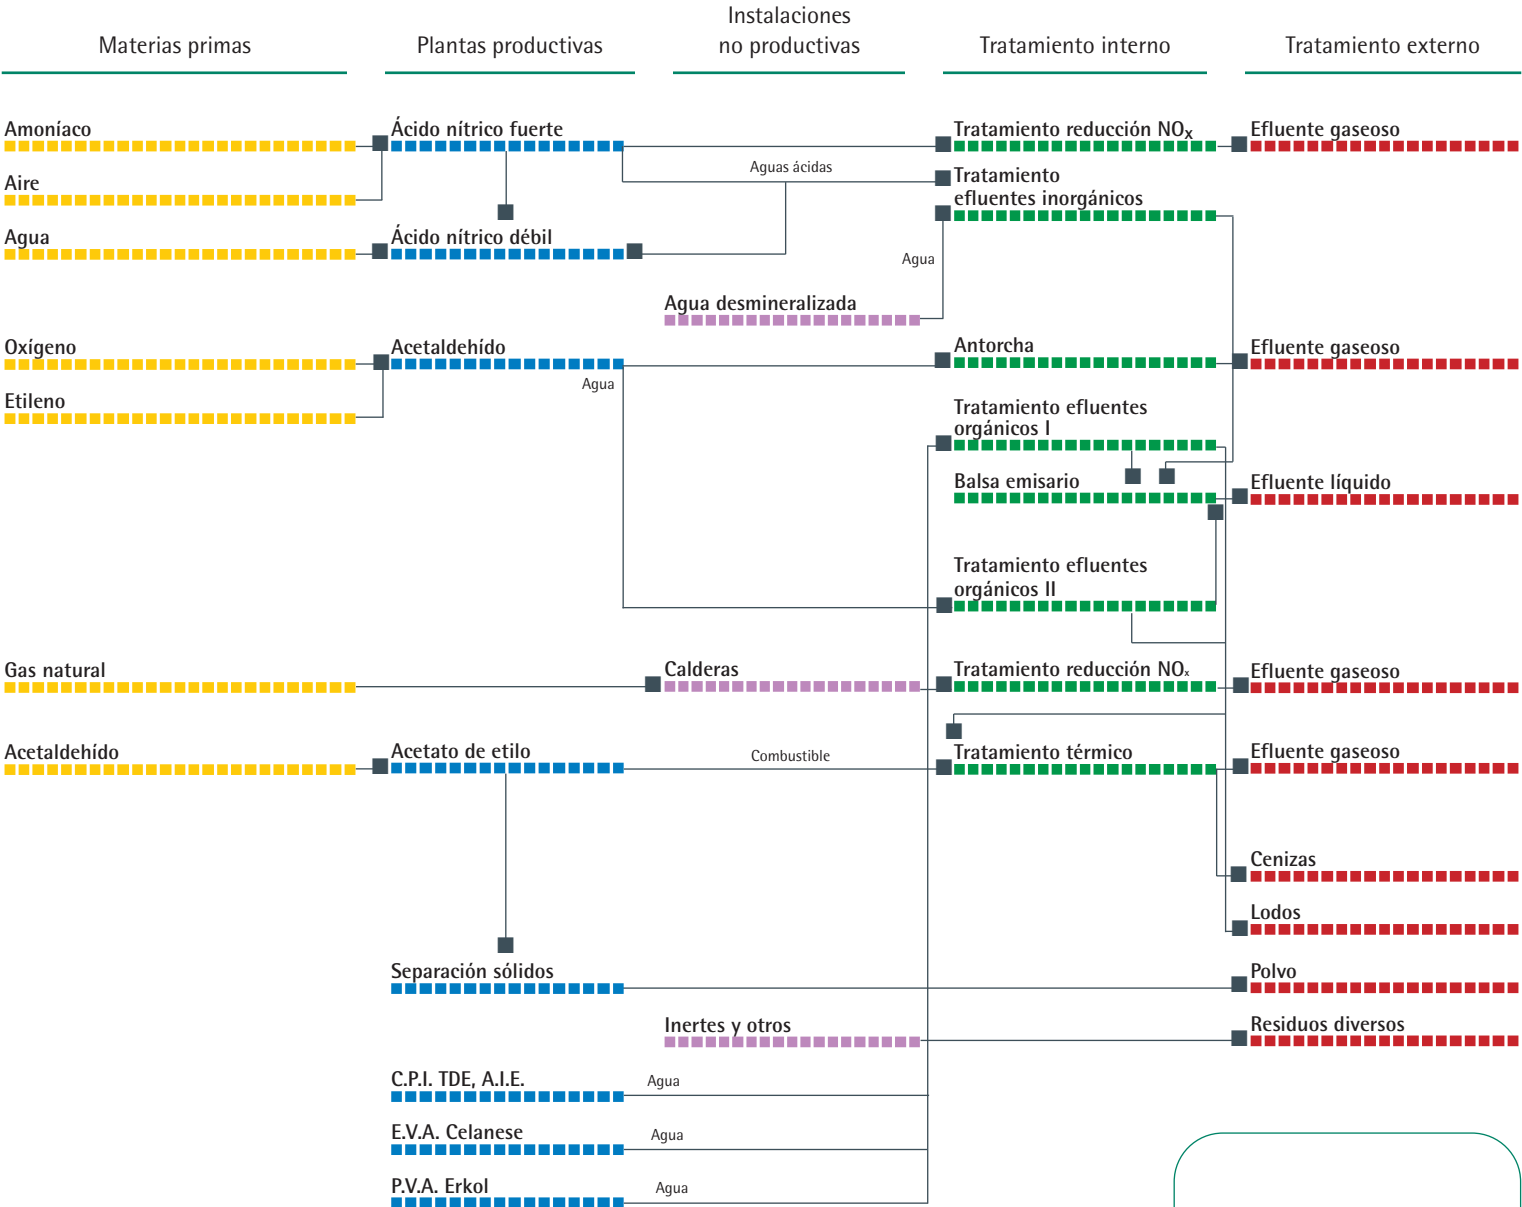 Materias primas
Plantas productivas
Instalaciones
no productivas
Tratamiento interno
Tratamiento externo
Amoníaco
Ácido nítrico fuerte
Tratamiento reducción NOx
Efluente gaseoso
Aguas ácidas
Aire
Tratamiento
efluentes inorgánicos
Agua
Ácido nítrico débil
Agua
Agua desmineralizada
Oxígeno
Acetaldehído
Antorcha
Efluente gaseoso
Agua
Etileno
Tratamiento efluentes
orgánicos I
Balsa emisario
Efluente líquido
Tratamiento efluentes
orgánicos II
Gas natural
Calderas
Tratamiento reducción NOx
Efluente gaseoso
Acetaldehído
Acetato de etilo
Combustible
Tratamiento térmico
Efluente gaseoso
Cenizas
Lodos
Separación sólidos
Polvo
Inertes y otros
Residuos diversos
C.P.I. TDE, A.I.E.
Agua
E.V.A. Celanese
Agua
P.V.A. Erkol
Agua